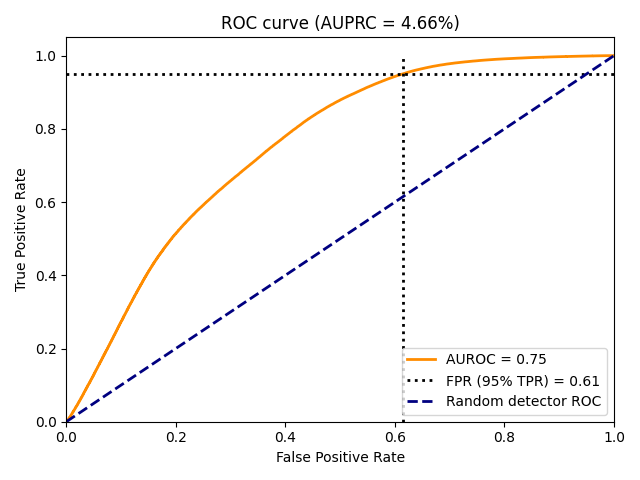 ROC curve (AUPRC = 4.66%)
True Positive Rate
1.0
0.8
0.6
0.4
0.2
0.0
AUROC = 0.75
FPR (95% TPR) = 0.61
Random detector ROC
0.0 0.2 0.4 0.6 0.8 1.0
False Positive Rate